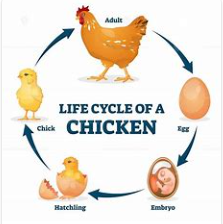 Adult
LIFE CYCLE OF A
CHICKEN
Chick
Egg
Hatchling
Embryo